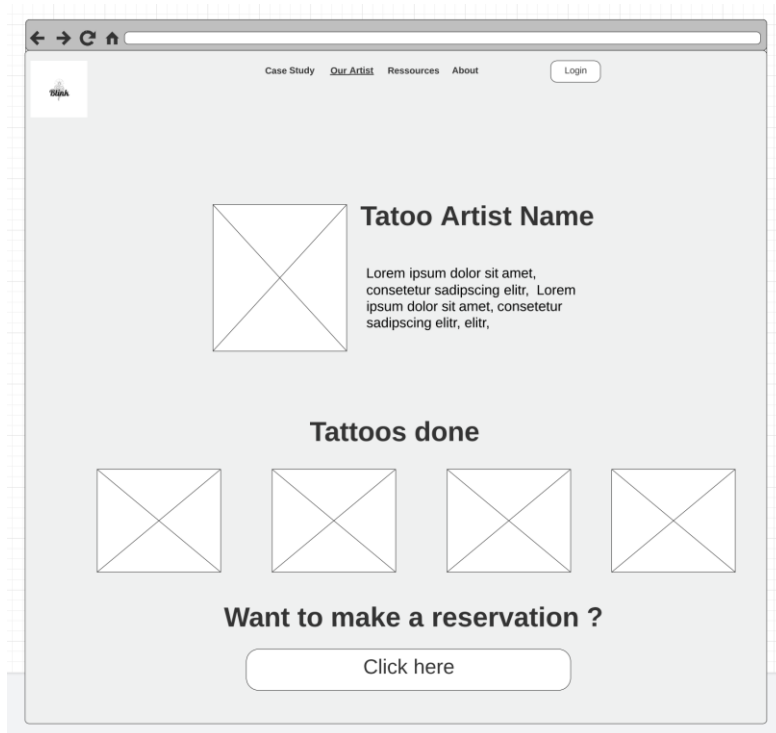 Blink
Case Study Our Artist Ressources About Login
Tatoo Artist Name
Lorem ipsum dolor sit amet,
consetetur sadipscing elitr, Lorem
ipsum dolor sit amet, consetetur
sadipscing elitr, elitr,
Tattoos done
Want to make a reservation ?
Click here